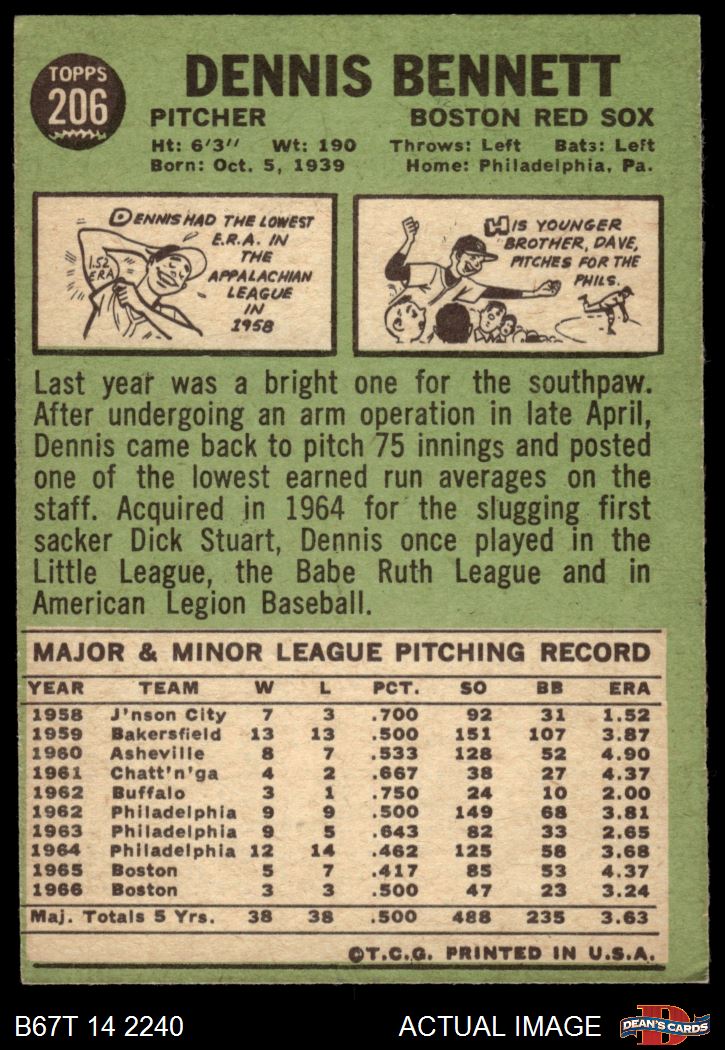 TOPPS
206
DENNIS BENNETT
PITCHER BOSTON RED SOX
Ht: 6'3" Wt: 190 Throws: Left Bats: Left
Born: Oct. 5, 1939 Home: Philadelphia, Pa.
DENNIS HAD THE LOWEST
E.R.A. IN
THE
APPALACHIAN
LEAGUE
IN
1958
1.52
ERA
HIS YOUNGER
BROTHER, DAVE,
PITCHES FOR THE
PHILS.
Last year was a bright one for the southpaw.
After undergoing an arm operation in late April,
Dennis came back to pitch 75 innings and posted
one of the lowest earned run averages on the
staff. Acquired in 1964 for the slugging first
sacker Dick Stuart, Dennis once played in the
Little League, the Babe Ruth League and in
American Legion Baseball.
MAJOR & MINOR LEAGUE PITCHING RECORD
YEAR TEAM W L PCT. SO BB ERA
1958 J'nson City 7 3 .700 92 31 1.52
1959 Bakersfield 13 13 .500 151 107 3.87
1960 Asheville 8 7 .533 128 52 4.90
1961 Chatt'n'ga 4 2 .667 38 27 4.37
1962 Buffalo 3 1 .750 24 10 2.00
1962 Philadelphia 9 9 .500 149 68 3.81
1963 Philadelphia 9 5 .643 82 33 2.65
1964 Philadelphia 12 14 .462 125 58 3.68
1965 Boston 5 7 .417 85 53 4.37
1966 Boston 3 3 .500 47 23 3.24
Maj. Totals 5 Yrs. 38 38 .500 488 235 3.63
©T.C.G. PRINTED IN U.S.A.
B67T 14 2240 ACTUAL IMAGE
D
DEAN'S CARDS